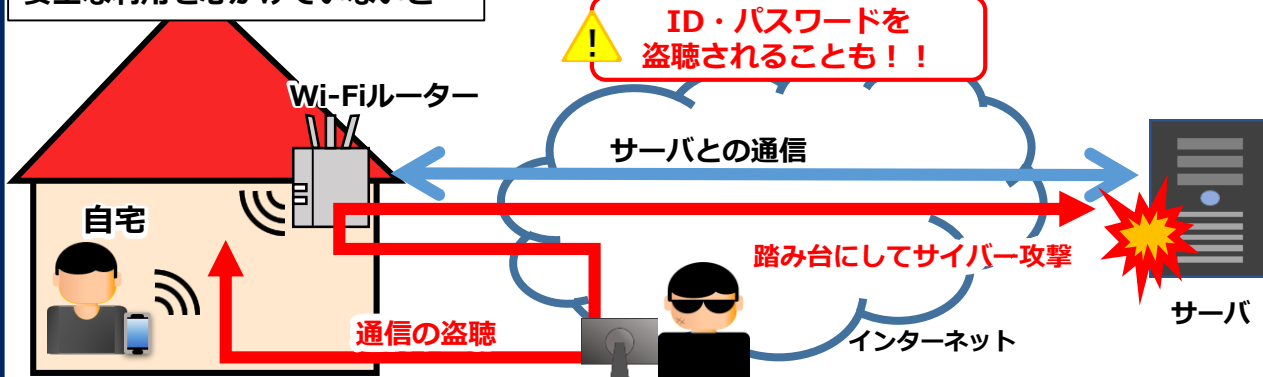 ID・パスワードを
盗聴されることも！！
!
Wi-Fiルーター
サーバとの通信
自宅
踏み台にしてサイバー攻撃
サーバ
通信の盗聴
インターネット